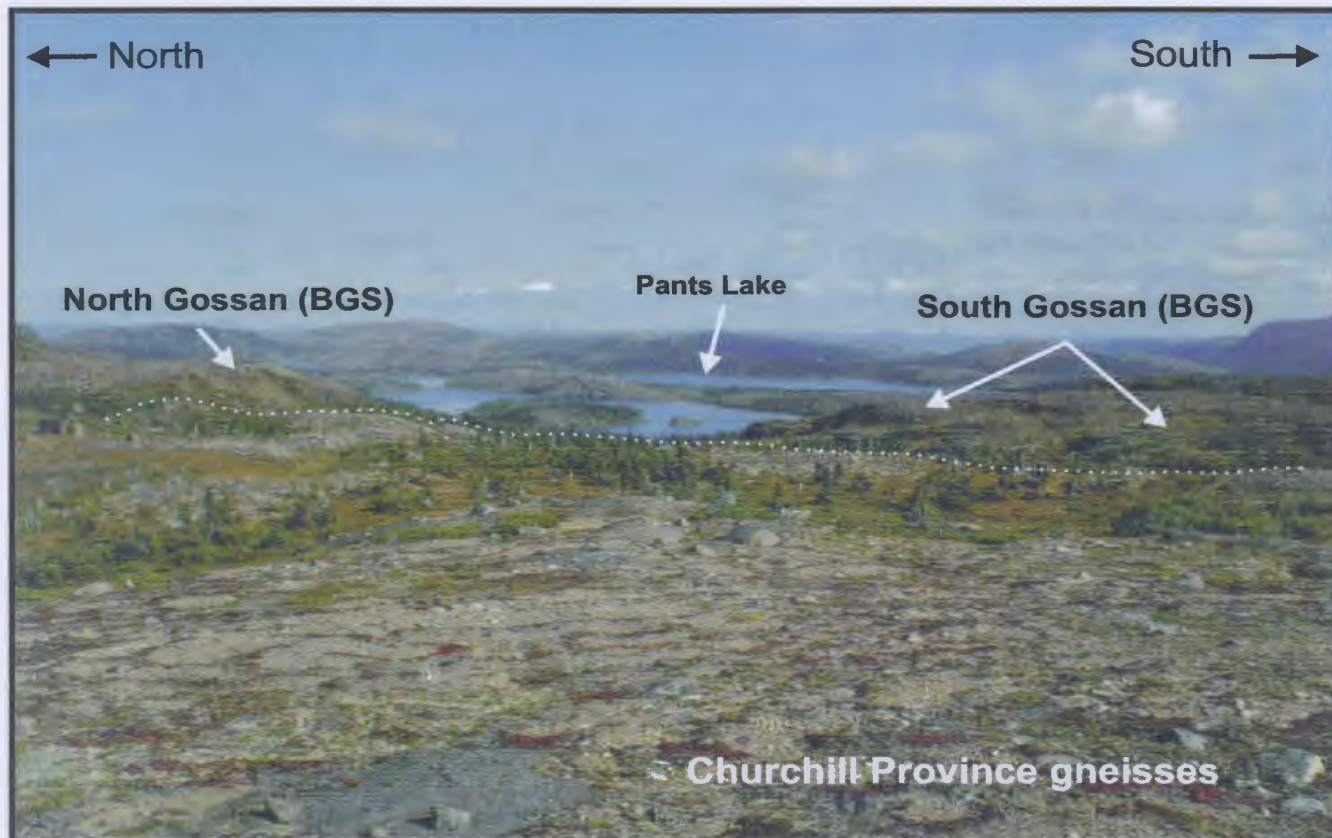 North
South
North Gossan (BGS)
Pants Lake
South Gossan (BGS)
Churchill Province gneisses